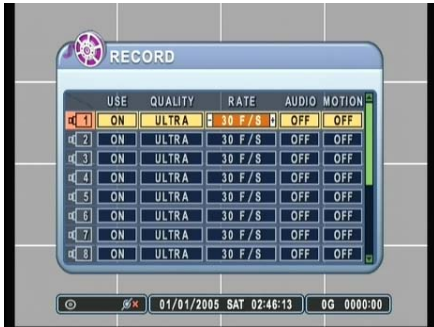 RECORD
USE QUALITY RATE AUDIO MOTION
1 ON ULTRA - 30 F/S + OFF OFF
2 ON ULTRA 30 F/S OFF OFF
3 ON ULTRA 30 F/S OFF OFF
4 ON ULTRA 30 F/S OFF OFF
5 ON ULTRA 30 F/S OFF OFF
6 ON ULTRA 30 F/S OFF OFF
7 ON ULTRA 30 F/S OFF OFF
8 ON ULTRA 30 F/S OFF OFF
01/01/2005 SAT 02:46:13 0G 0000:00